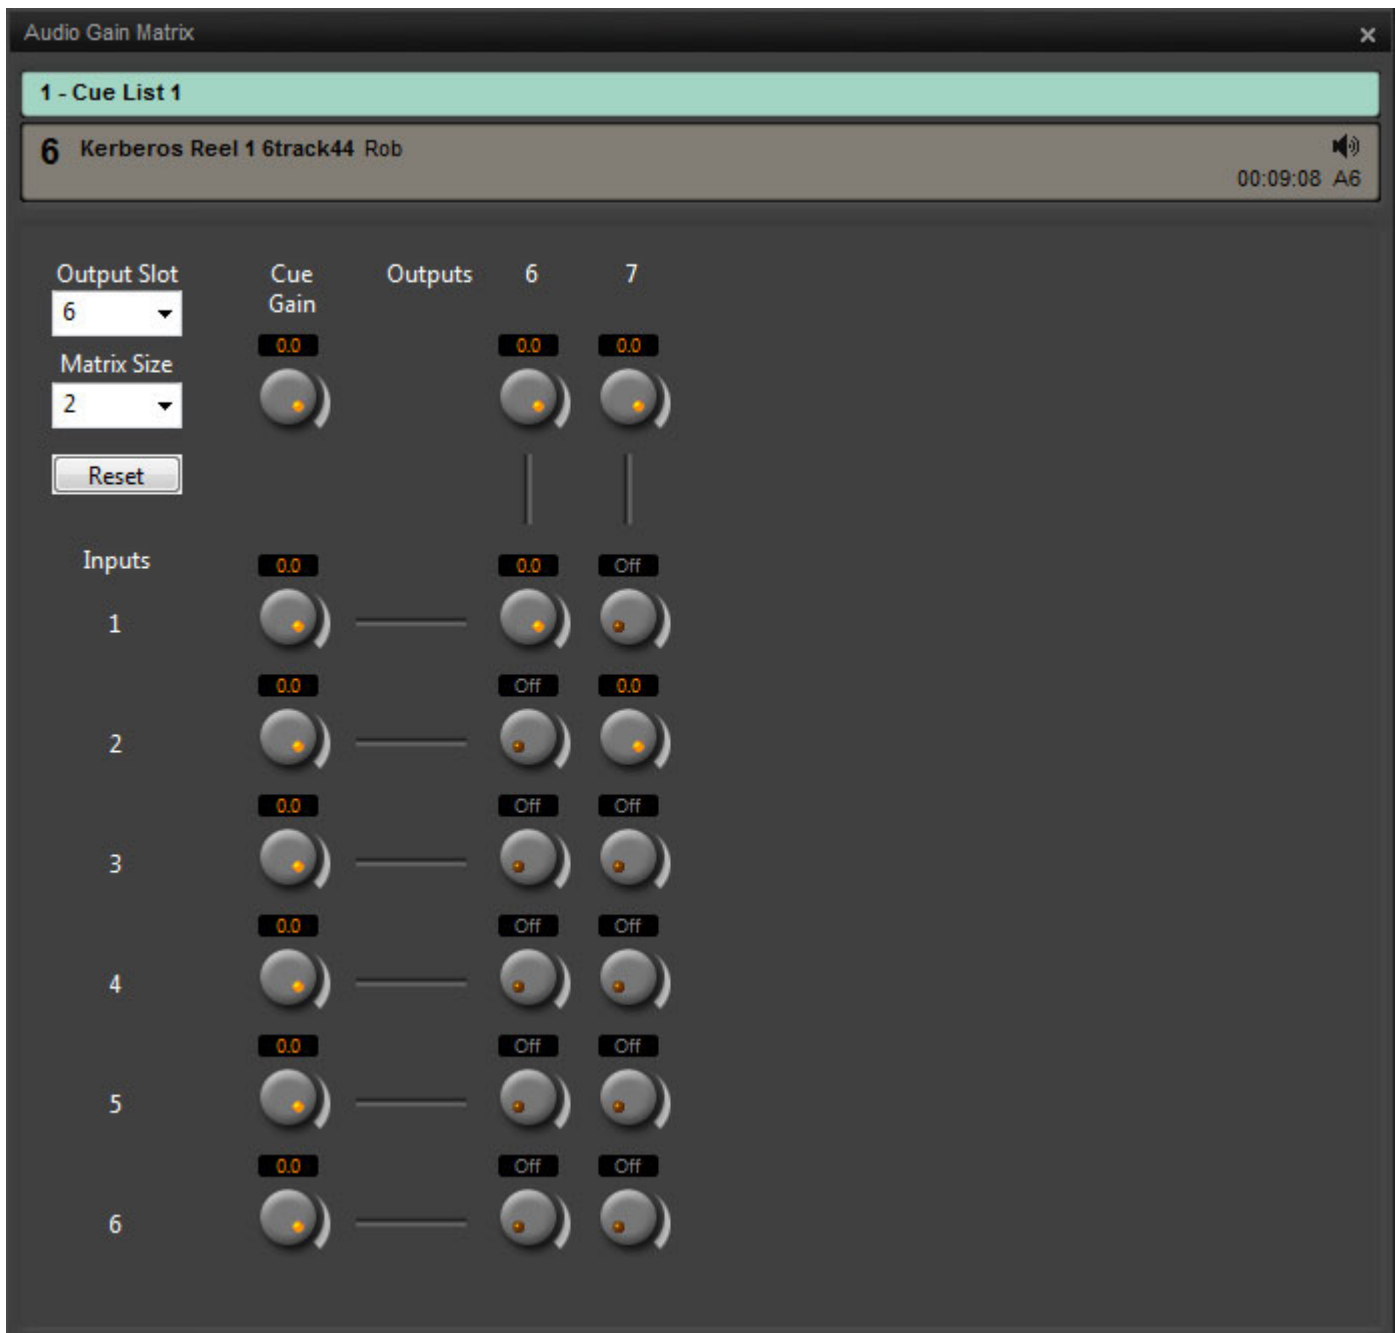 Audio Gain Matrix
1 - Cue List 1
6 Kerberos Reel 1 6track44 Rob
00:09:08 A6
Output Slot
6
Matrix Size
2
Reset
Cue
Gain
0.0
Outputs 6 7
0.0 0.0
Inputs
0.0 0.0 Off
1
0.0 Off 0.0
2
0.0 Off Off
3
0.0 Off Off
4
0.0 Off Off
5
0.0 Off Off
6